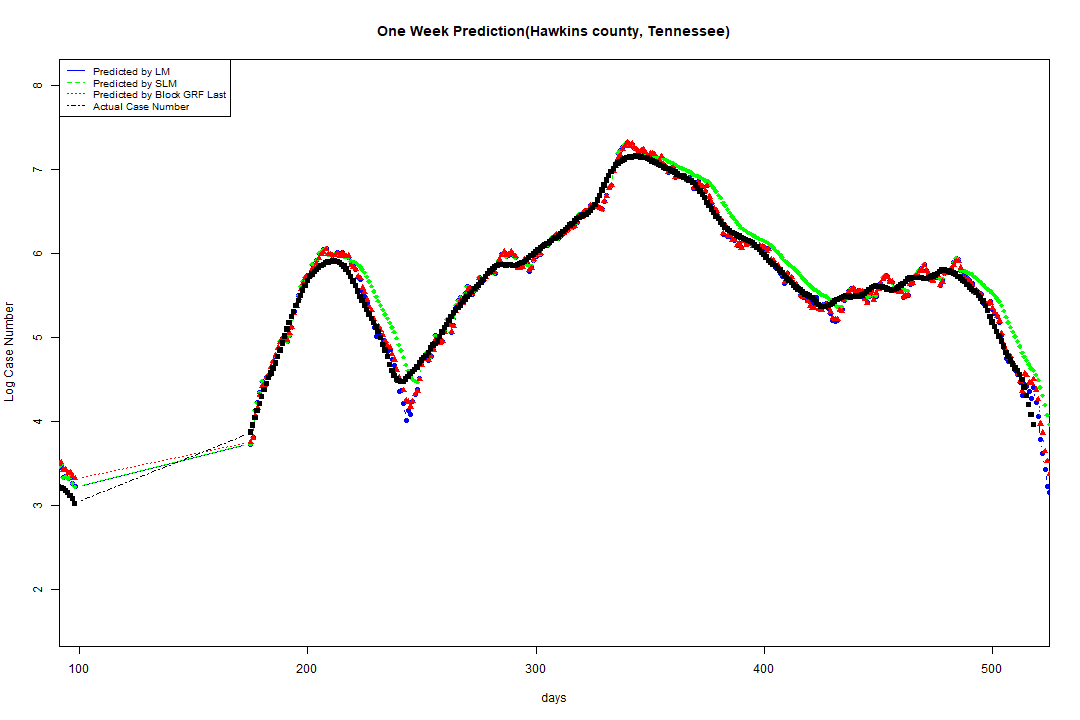 One Week Prediction(Hawkins county, Tennessee)
Predicted by LM
Predicted by SLM
Predicted by Block GRF Last
Actual Case Number
8
7
6
5
4
3
2
Log Case Number
100 200 300 400 500
days